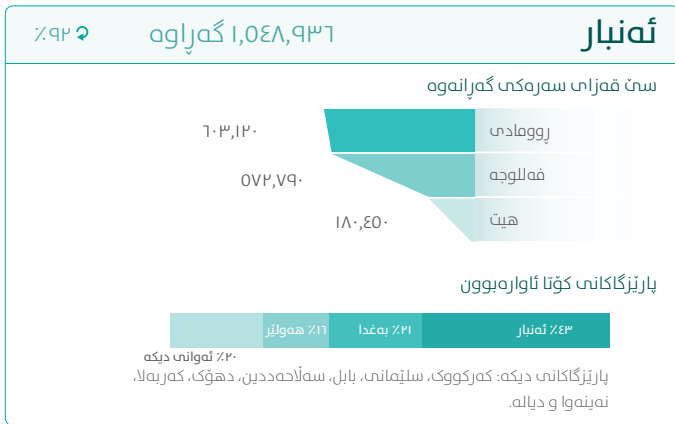 ئەنبار
١,٠٤٨,٩٣٦ گەڕاوە
٩٢٪
سێ قەزای سەرەکی گەڕانەوە
ڕوومادی ٦٠٣,١٢٠
فەللوجە ٥٧٢,٧٩٠
هیت ١٨٠,٤٥٠
پارێزگاکانی کۆتا ئاوارەبوون
٤٣٪ ئەنبار ٢١٪ بەغدا ١٦٪ هەولێر
٢٠٪ ئەوانی دیکە
پارێزگاکانی دیکە: کەرکووک، سلێمانی، بابل، سەڵاحەددین، دهۆک، کەربەلا،
نەینەوا و دیالە.